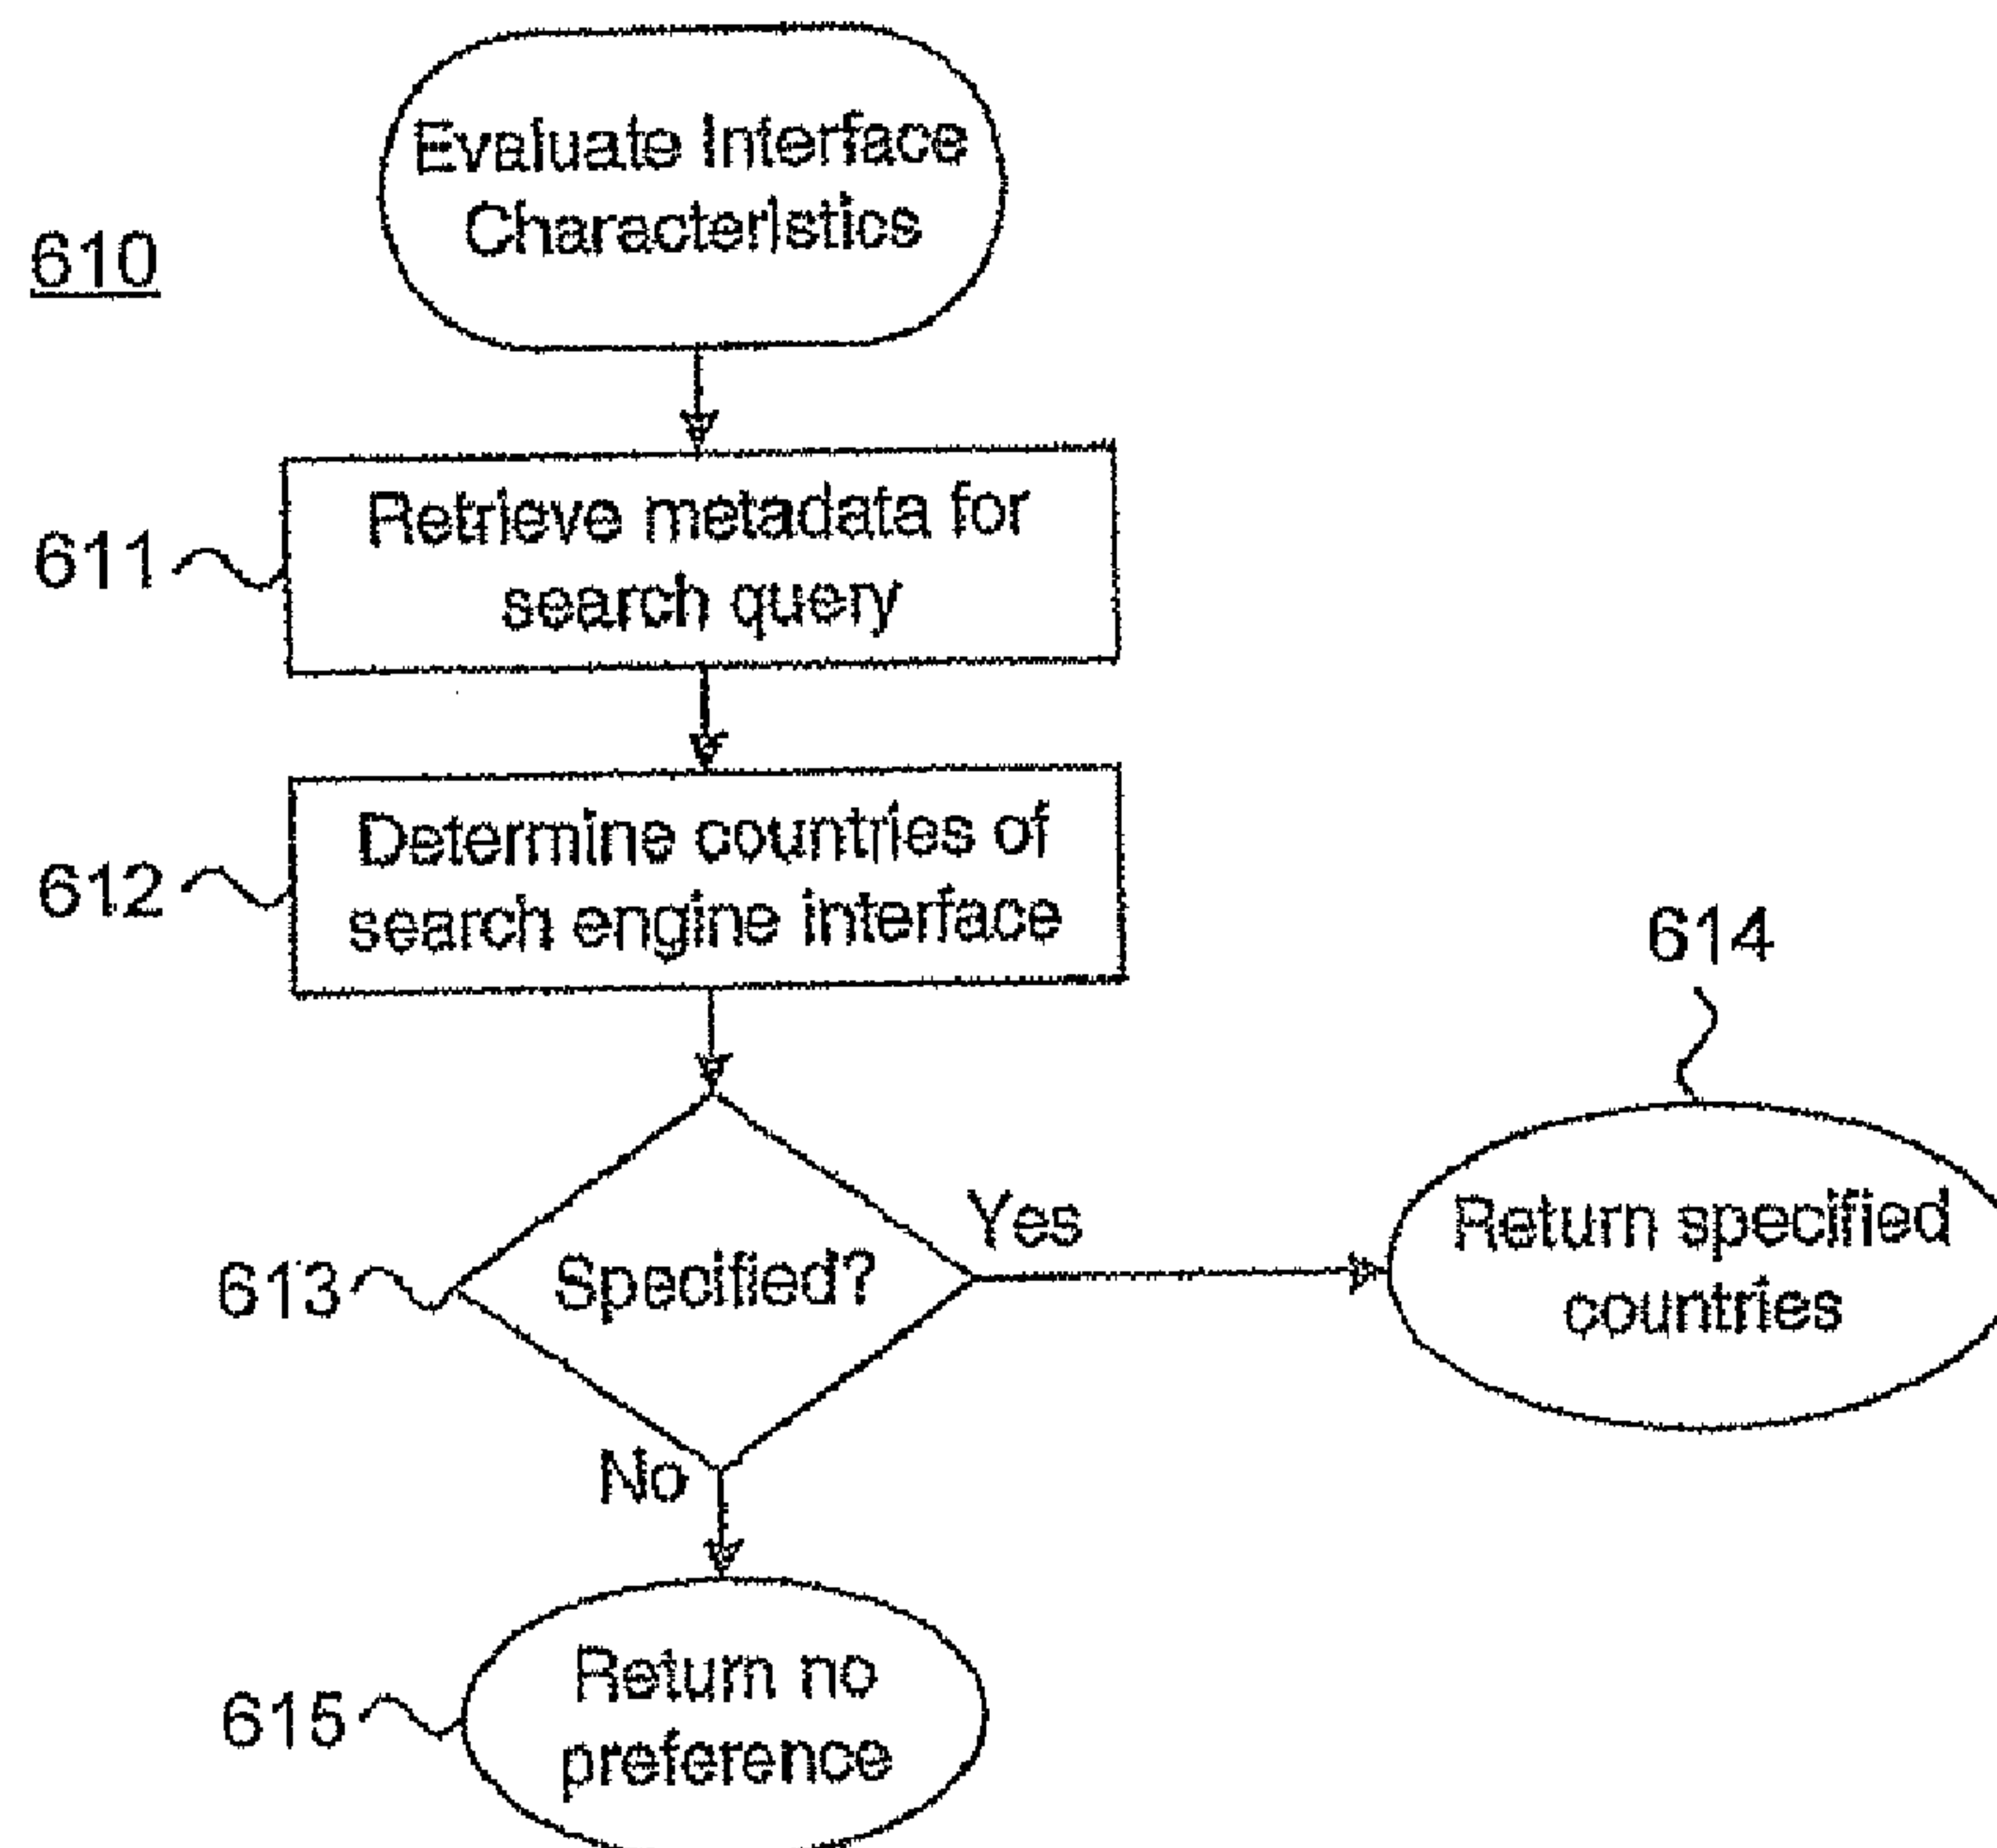 Evaluate Interface
Characteristics
610
Retrieve metadata for
search query
611
Determine countries of
search engine interface
612
614
Specified?
613
Yes
Return specified
countries
No
Return no
preference
615